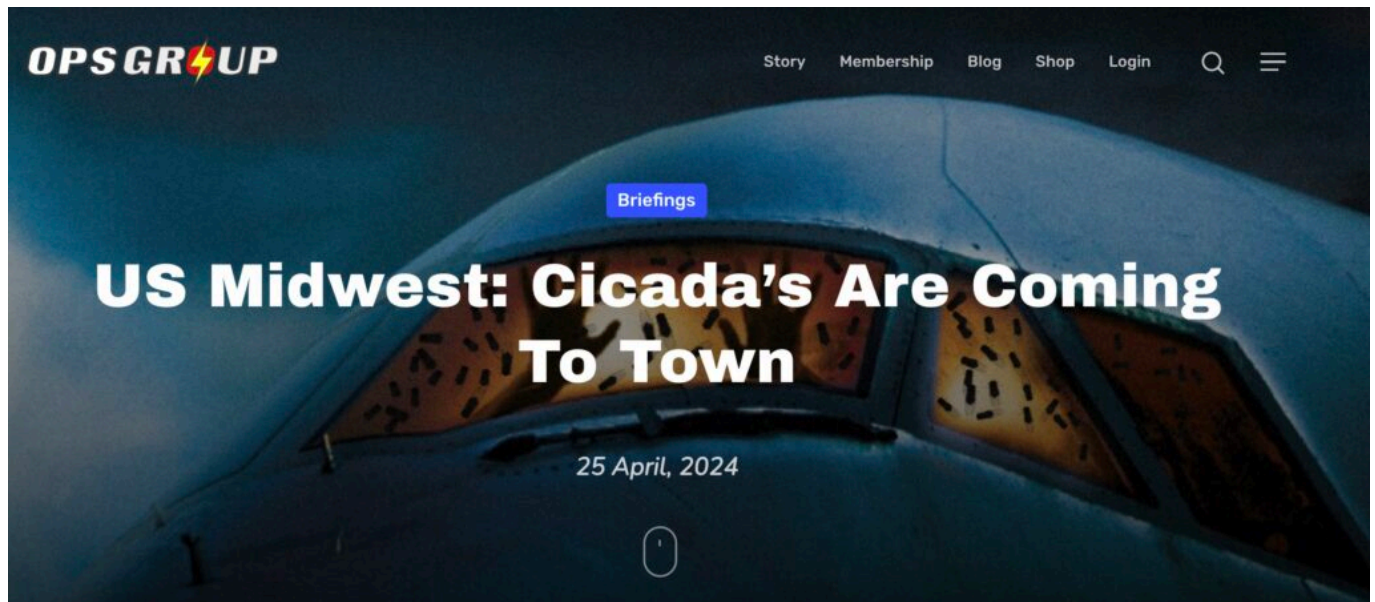 OPSGROUP
Story Membership Blog Shop Login
Briefings
US Midwest: Cicada’s Are Coming
To Town
25 April, 2024